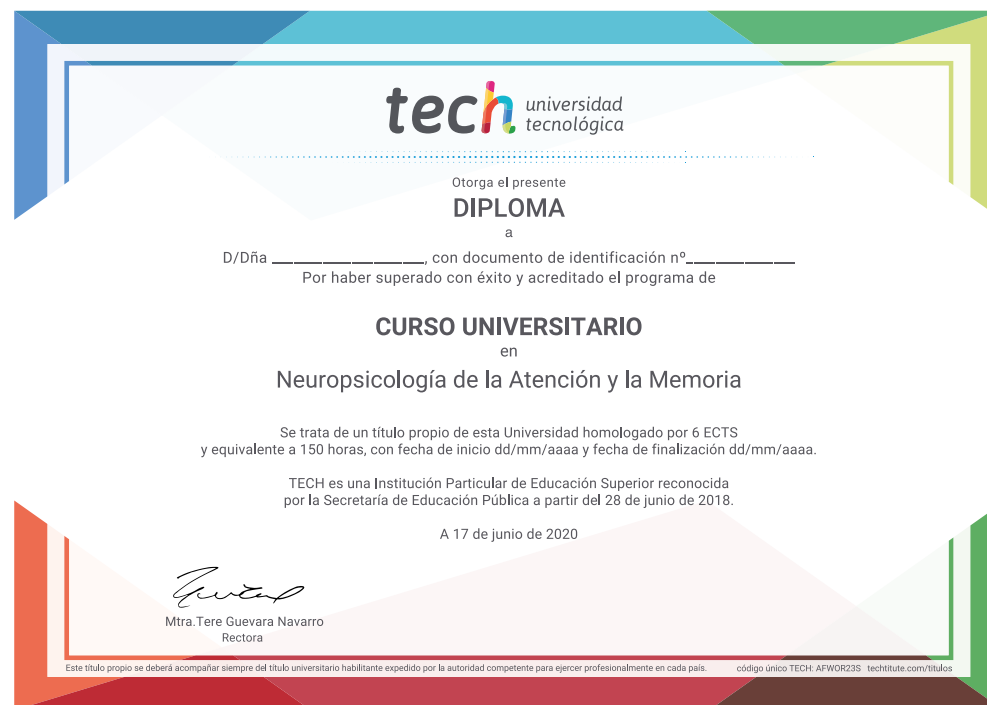 tech universidad
tecnológica
Otorga el presente
DIPLOMA
a
D/Dña ______________, con documento de identificación nº__________
Por haber superado con éxito y acreditado el programa de
CURSO UNIVERSITARIO
en
Neuropsicología de la Atención y la Memoria
Se trata de un título propio de esta Universidad homologado por 6 ECTS
y equivalente a 150 horas, con fecha de inicio dd/mm/aaaa y fecha de finalización dd/mm/aaaa.
TECH es una Institución Particular de Educación Superior reconocida
por la Secretaría de Educación Pública a partir del 28 de junio de 2018.
A 17 de junio de 2020
Mtra.Tere Guevara Navarro
Rectora
Este título propio se deberá acompañar siempre del título universitario habilitante expedido por la autoridad competente para ejercer profesionalmente en cada país. código único TECH: AFWOR23S techtitute.com/titulos